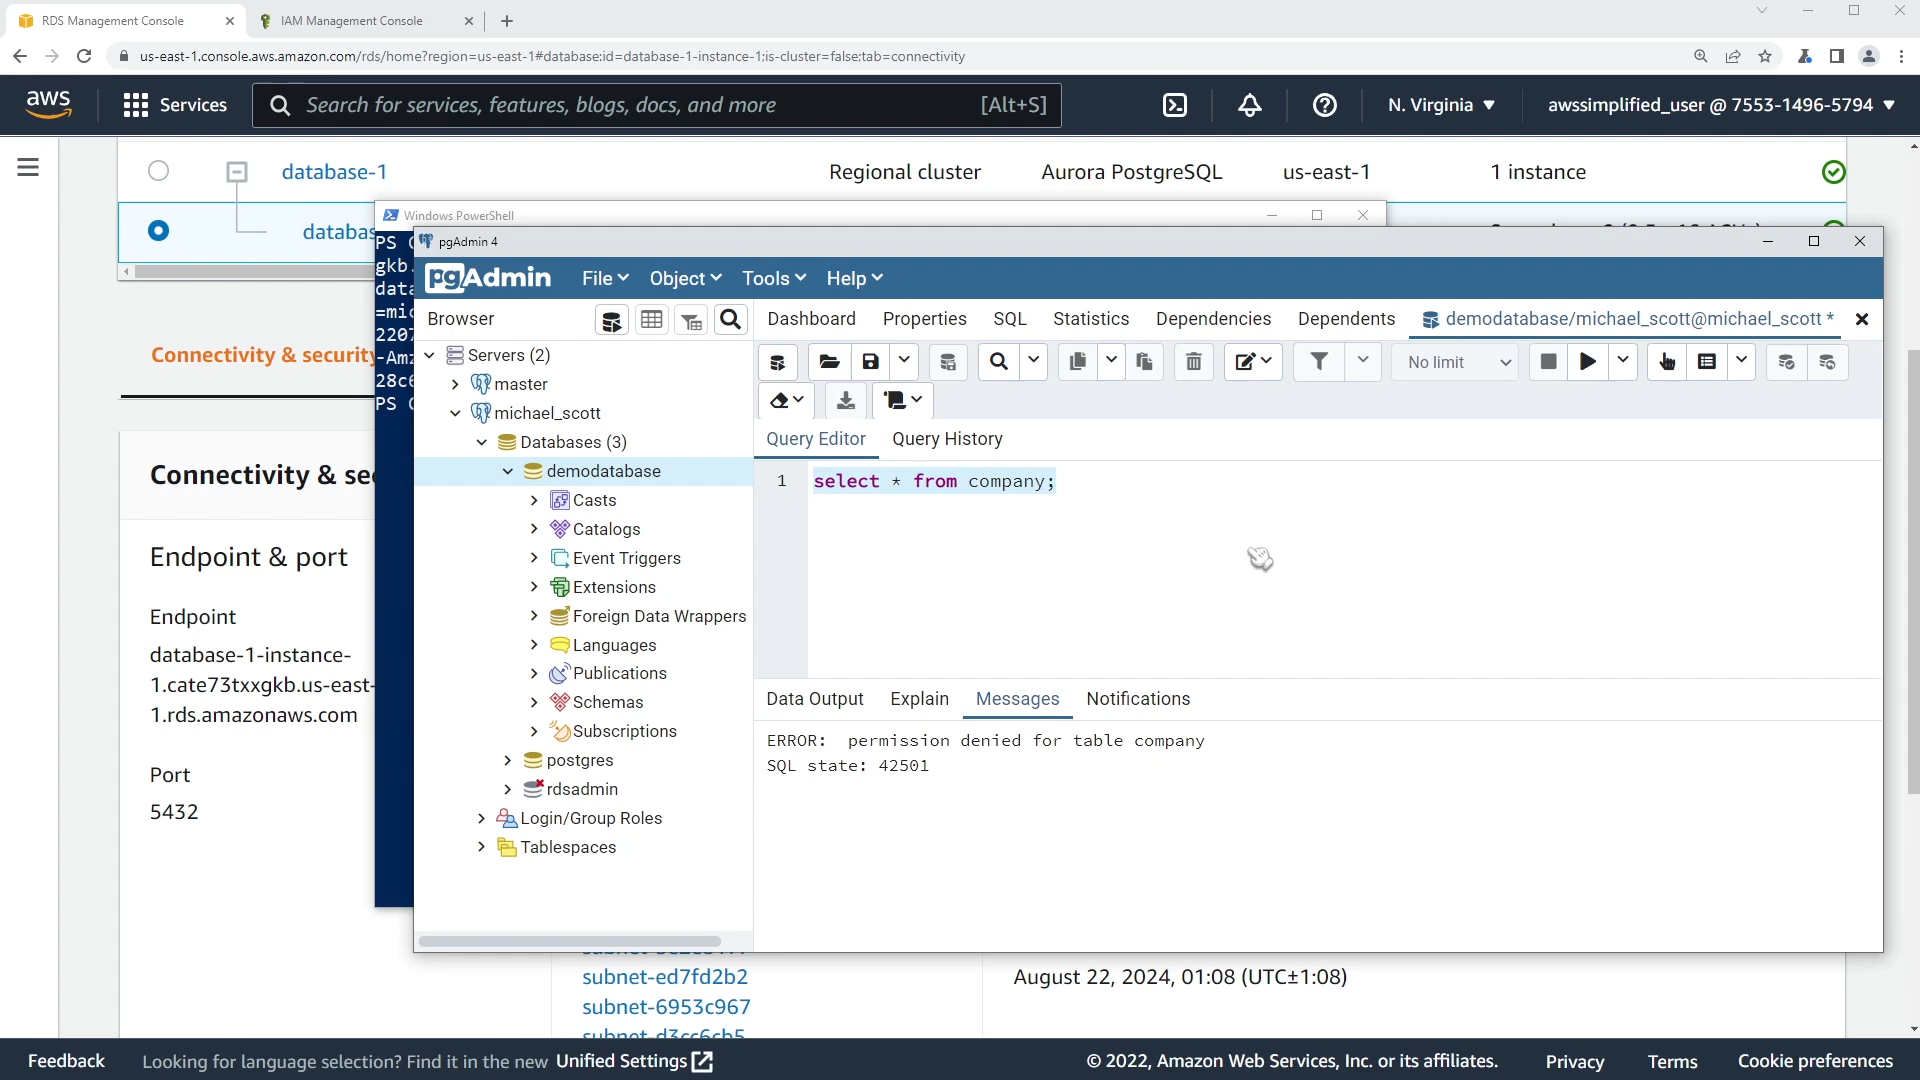 RDS Management Console
IAM Management Console
us-east-1.console.aws.amazon.com/rds/home?region=us-east-1#database:id=database-1-instance-1;is-cluster=false;tab=connectivity
aws
Services
Search for services, features, blogs, docs, and more
[Alt+S]
N. Virginia
awssimplified_user @ 7553-1496-5794
database-1
Regional cluster
Aurora PostgreSQL
us-east-1
1 instance
Windows PowerShell
pgAdmin 4
pgAdmin
File
Object
Tools
Help
Browser
Dashboard
Properties
SQL
Statistics
Dependencies
Dependents
demodatabase/michael_scott@michael_scott *
Servers (2)
master
michael_scott
Databases (3)
demodatabase
Casts
Catalogs
Event Triggers
Extensions
Foreign Data Wrappers
Languages
Publications
Schemas
Subscriptions
postgres
rdsadmin
Login/Group Roles
Tablespaces
No limit
Query Editor
Query History
1
select * from company;
Data Output
Explain
Messages
Notifications
ERROR:  permission denied for table company
SQL state: 42501
PS
gkb.
data
=mic
2207
-Amz
28c6
PS
Connectivity & security
Connectivity & se
Endpoint & port
Endpoint
database-1-instance-
1.cate73txxgkb.us-east-
1.rds.amazonaws.com
Port
5432
subnet-ed7fd2b2
subnet-6953c967
subnet-d3cc6cb5
August 22, 2024, 01:08 (UTC±1:08)
Feedback
Looking for language selection? Find it in the new Unified Settings
© 2022, Amazon Web Services, Inc. or its affiliates.
Privacy
Terms
Cookie preferences